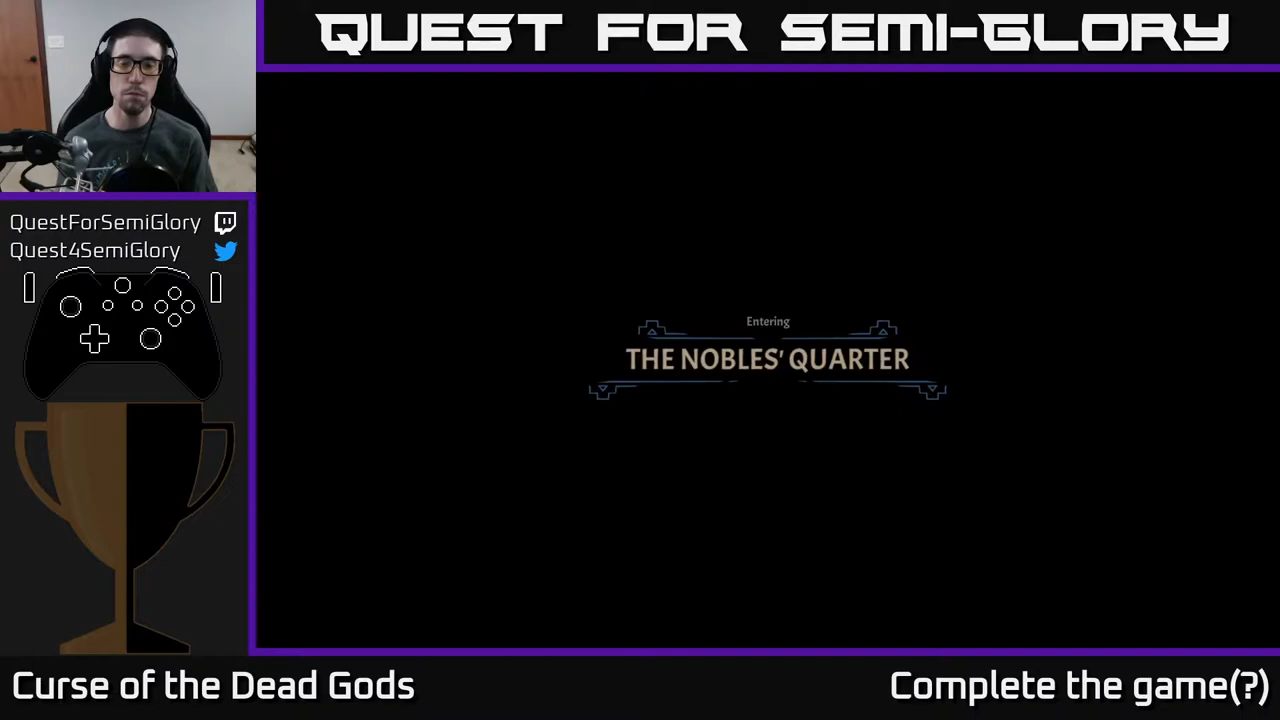 QUEST FOR SEMI-GLORY
QuestForSemiGlory
Quest4SemiGlory
Entering
THE NOBLES' QUARTER
Curse of the Dead Gods
Complete the game(?)